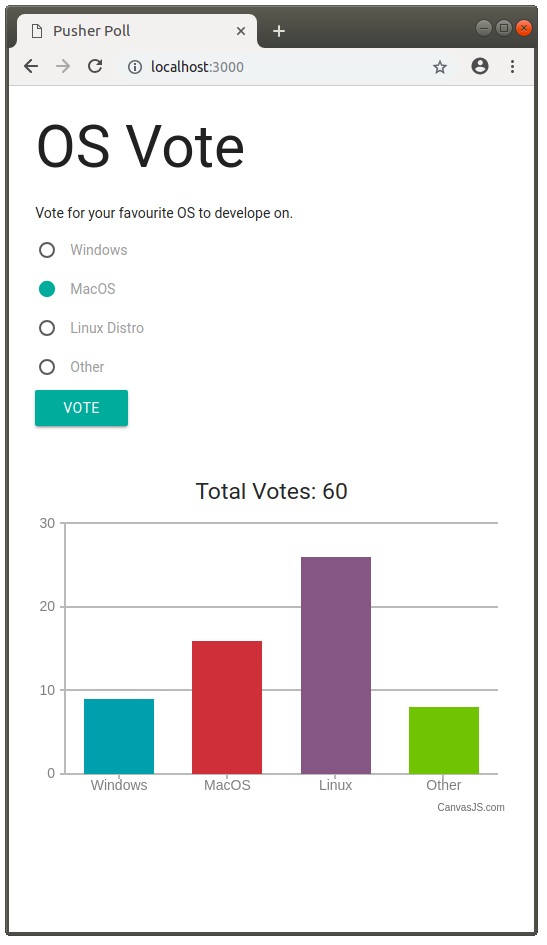 Pusher Poll
localhost:3000
OS Vote
Vote for your favourite OS to develope on.
Windows
MacOS
Linux Distro
Other
VOTE
Total Votes: 60
30
20
10
0
Windows MacOS Linux Other
CanvasJS.com